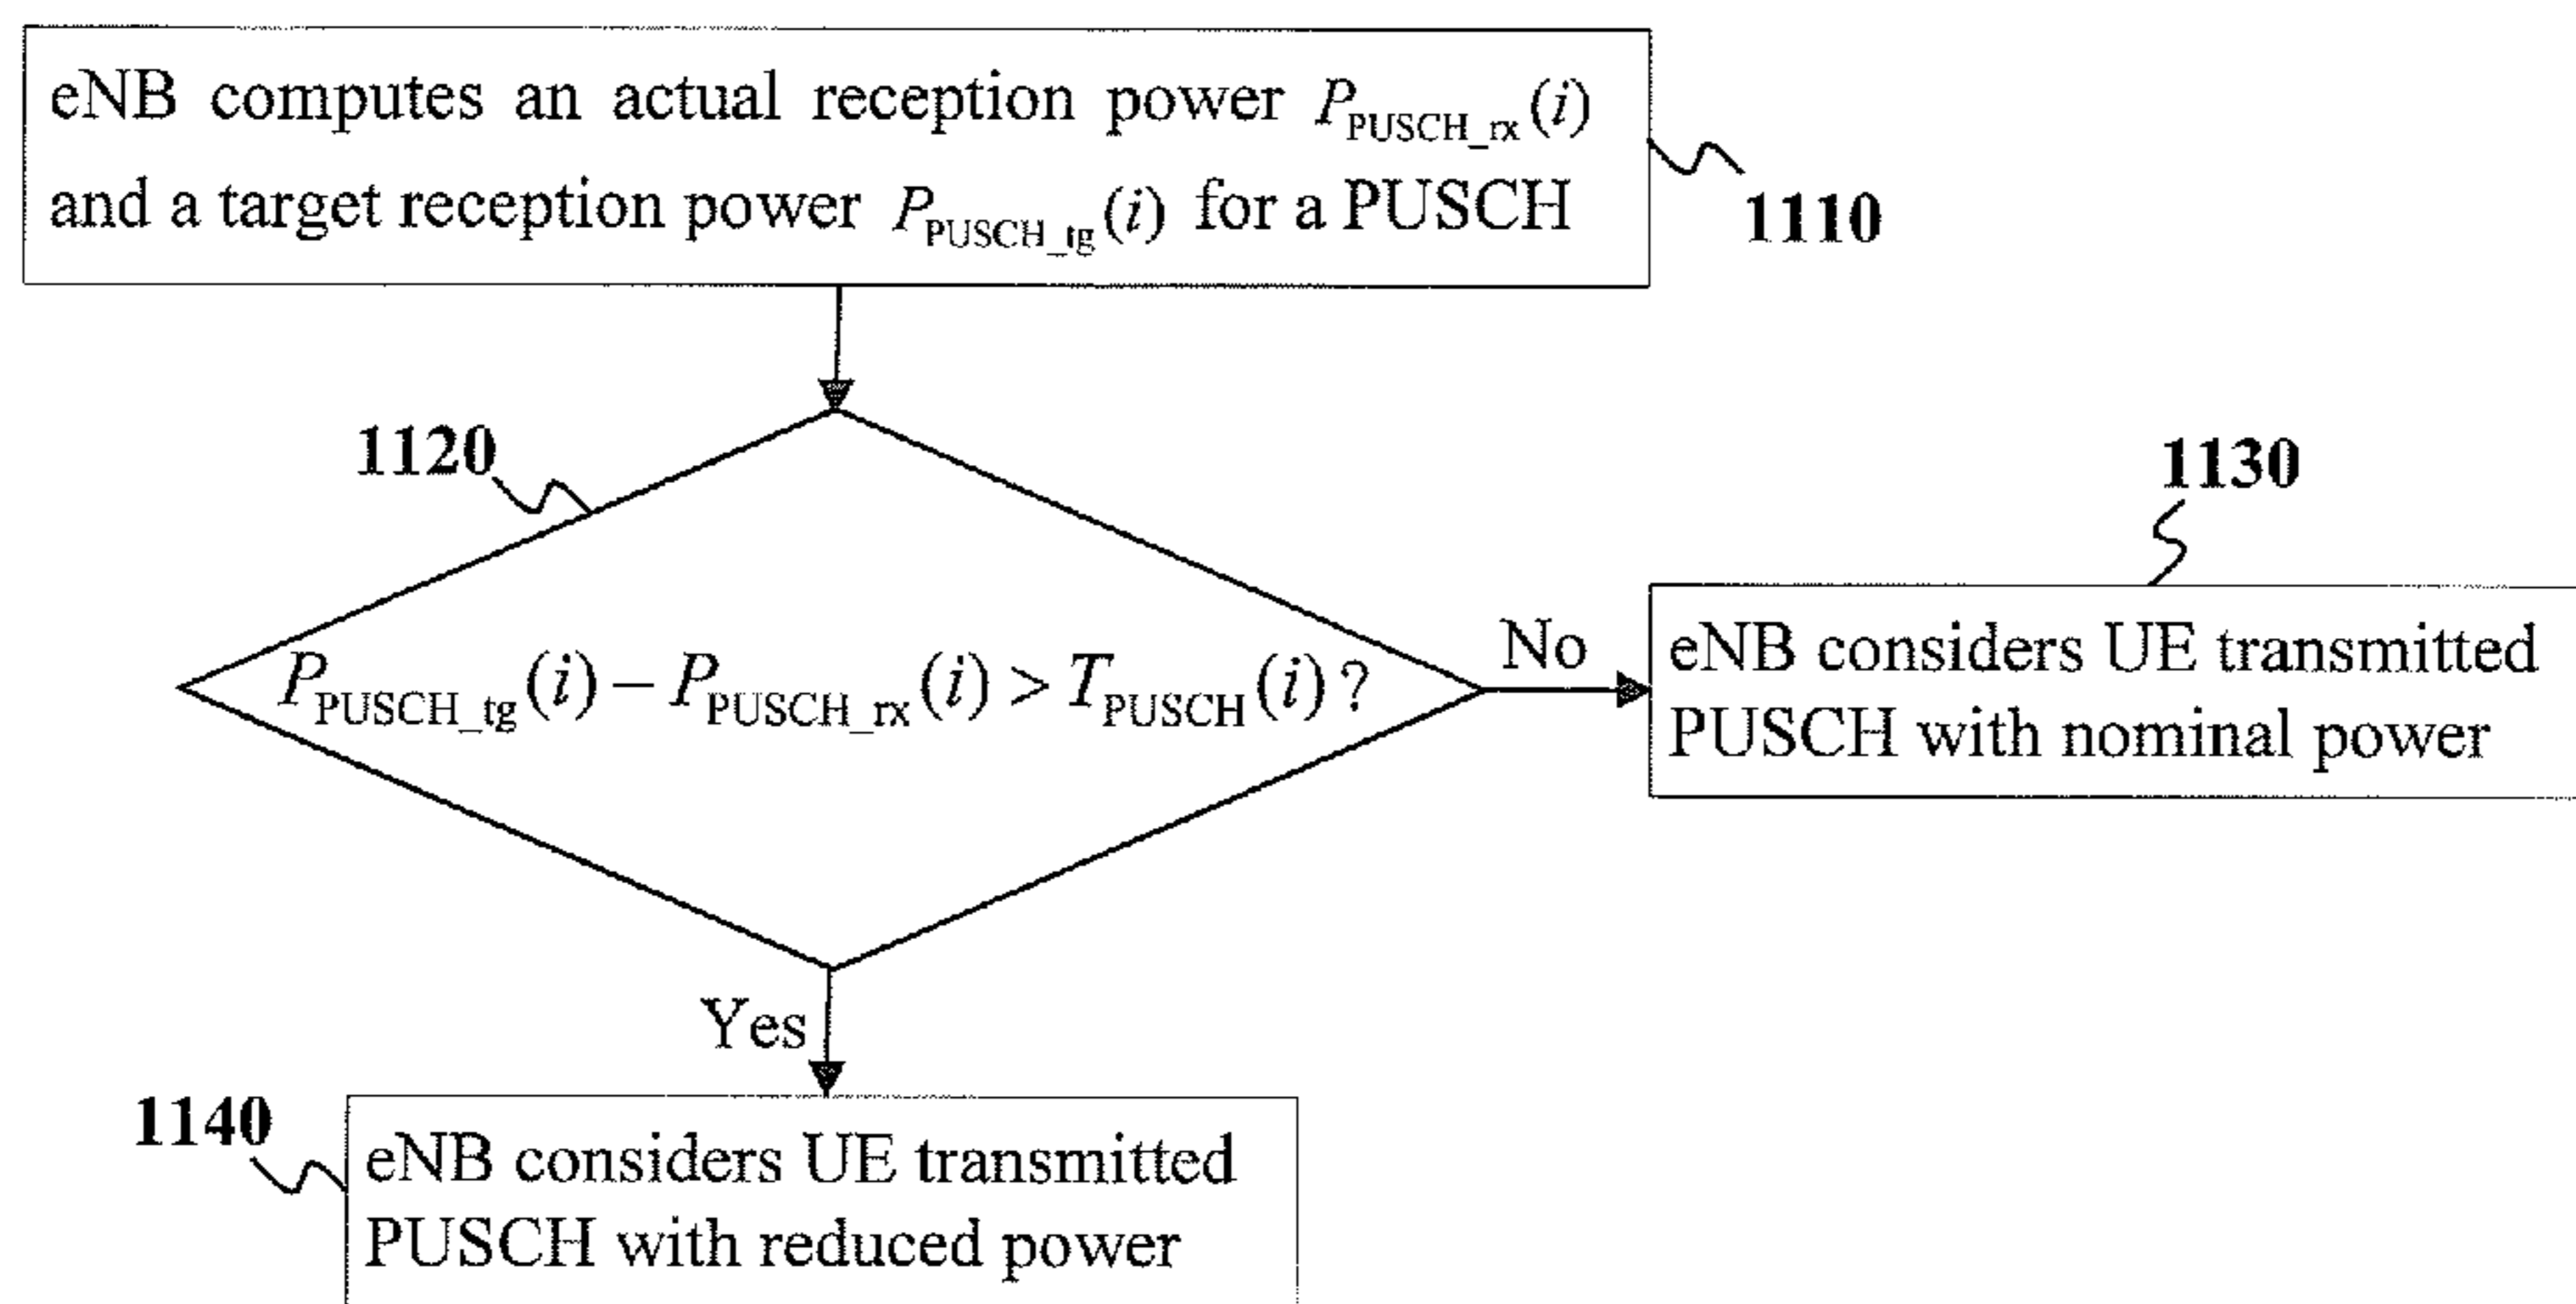 eNB computes an actual reception power P_PUSCH_rx(i)
and a target reception power P_PUSCH_tg(i) for a PUSCH
1110
1120
1130
P_PUSCH_tg(i) − P_PUSCH_rx(i) > T_PUSCH(i) ?
No
eNB considers UE transmitted
PUSCH with nominal power
Yes
1140
eNB considers UE transmitted
PUSCH with reduced power